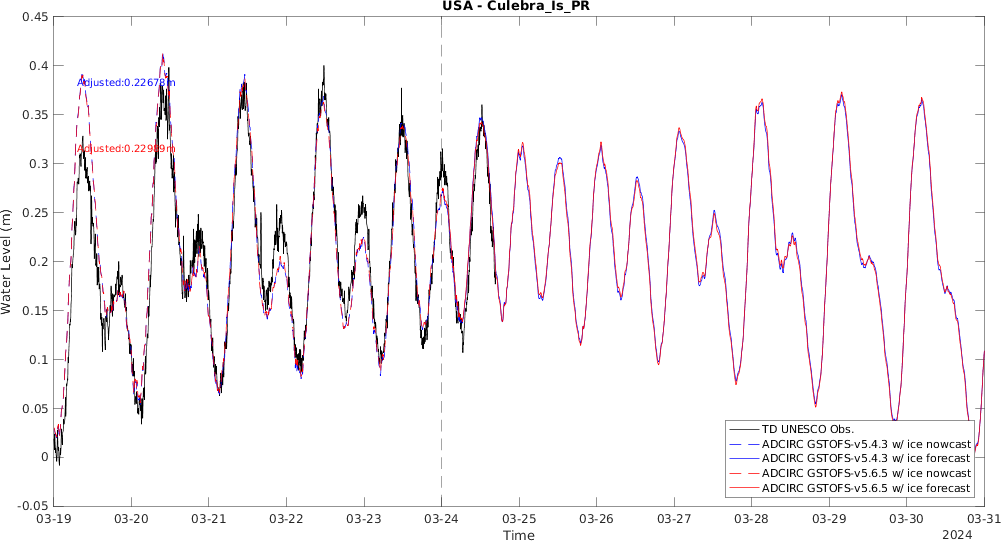 USA - Culebra_Is_PR
0.45
0.4
0.35
0.3
0.25
0.2
0.15
0.1
0.05
0
-0.05
Water Level (m)
Adjusted:0.22678m
Adjusted:0.22989m
TD UNESCO Obs.
ADCIRC GSTOFS-v5.4.3 w/ ice nowcast
ADCIRC GSTOFS-v5.4.3 w/ ice forecast
ADCIRC GSTOFS-v5.6.5 w/ ice nowcast
ADCIRC GSTOFS-v5.6.5 w/ ice forecast
03-19 03-20 03-21 03-22 03-23 03-24 03-25 03-26 03-27 03-28 03-29 03-30 03-31
Time
2024